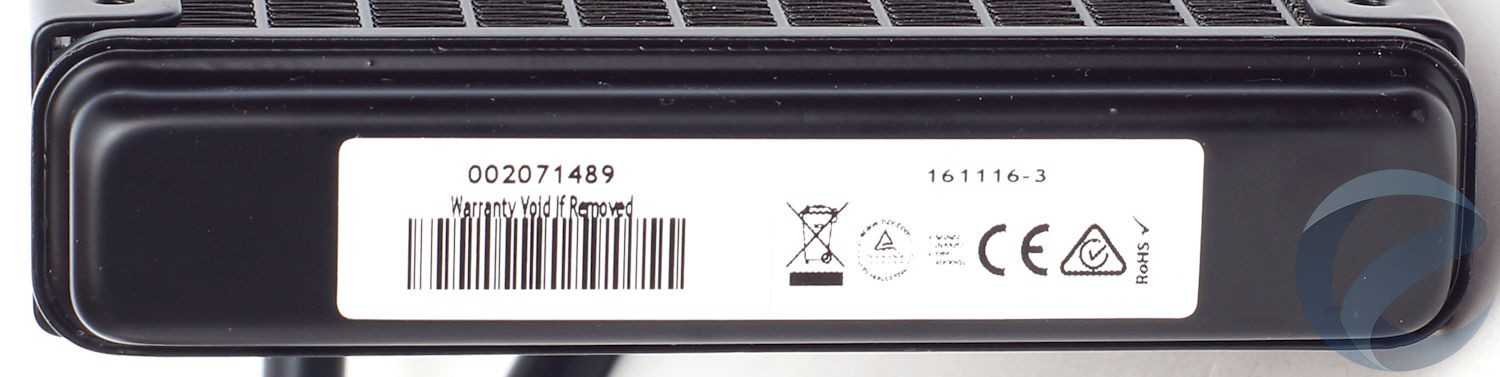 002071489
Warranty Void If Removed
161116-3
CE
RoHS